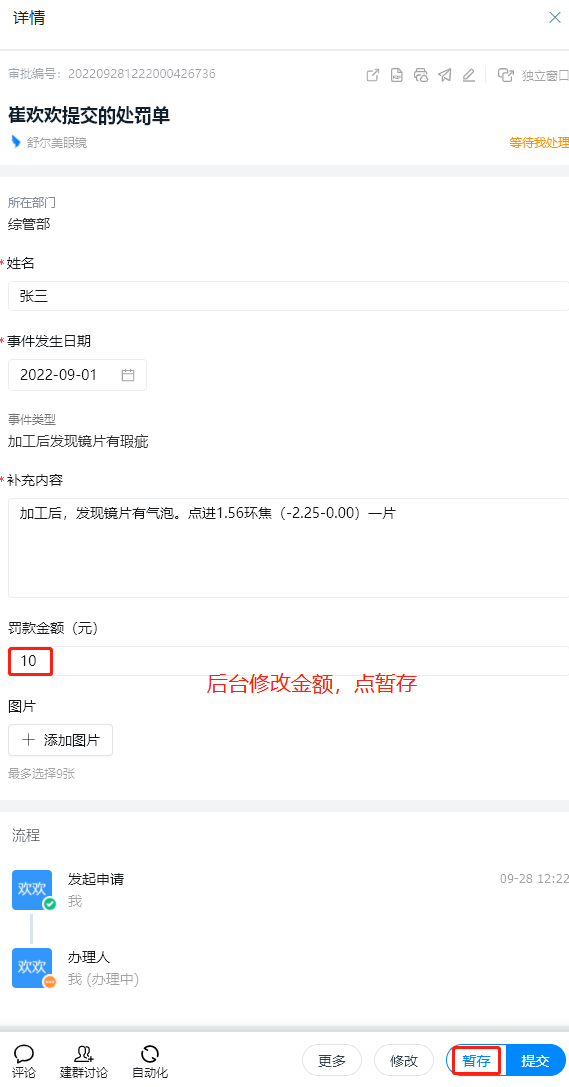 详情
审批编号：202209281222000426736
独立窗口
崔欢欢提交的处罚单
舒尔美眼镜
等待我处理
所在部门
综管部
*姓名
张三
*事件发生日期
2022-09-01
事件类型
加工后发现镜片有瑕疵
*补充内容
加工后，发现镜片有气泡。点进1.56环焦（-2.25-0.00）一片
罚款金额（元）
10
后台修改金额，点暂存
图片
添加图片
最多选择9张
流程
欢欢
发起申请
09-28 12:22
我
欢欢
办理人
我 (办理中)
评论
建群讨论
自动化
更多
修改
暂存
提交